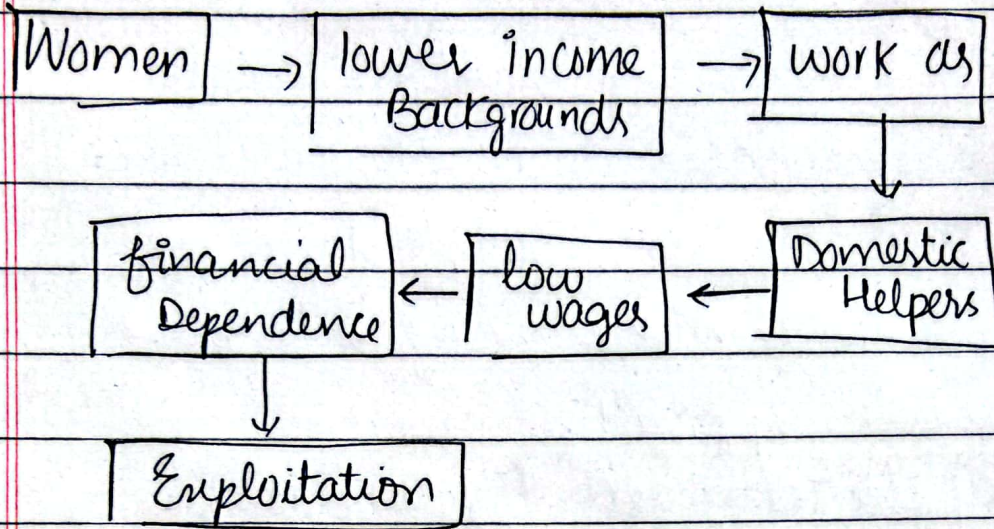 Women
lower income
Backgrounds
work as
Domestic
Helpers
low
wages
financial
Dependence
Exploitation